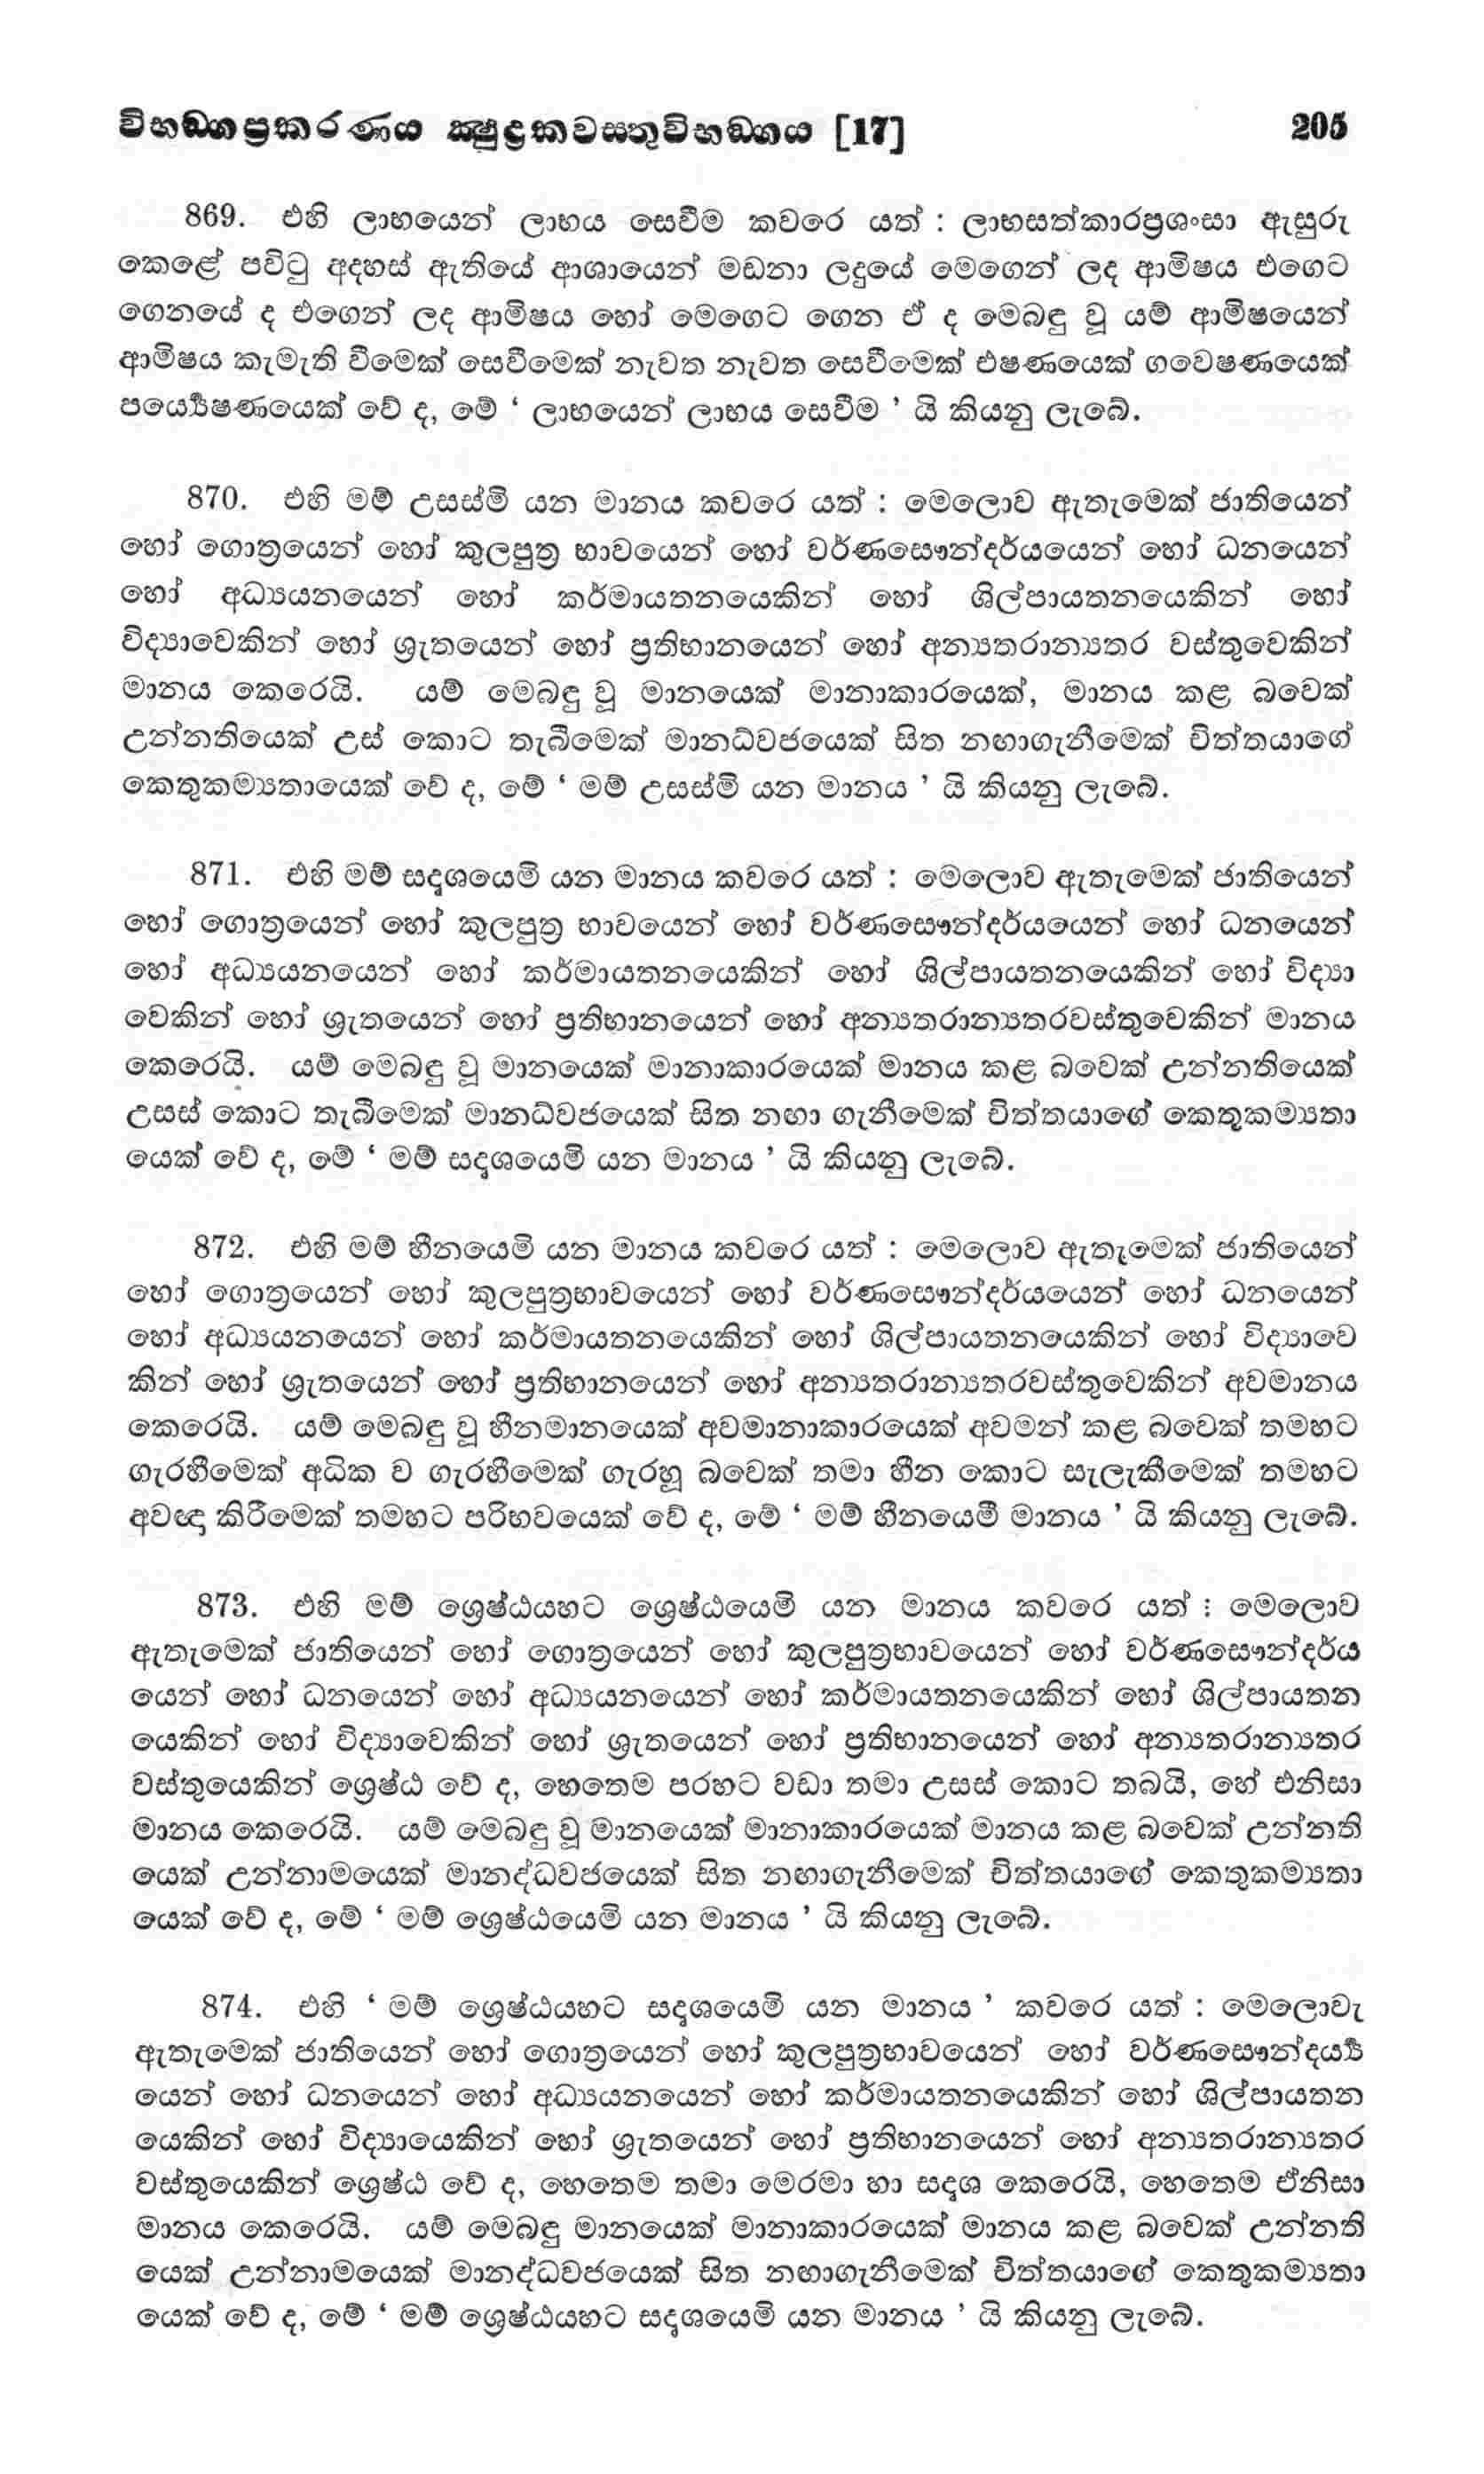 විභඞ්ගප්‍රකරණය ක්‍ෂුද්‍රකවස්තුවිභඞ්ගය [17] 205
869. එහි ලාභයෙන් ලාභය සෙවීම කවරෙ යත් : ලාභසත්කාරප්‍රශංසා ඇසුරු
කෙළේ පවිටු අදහස් ඇතියේ ආශායෙන් මඩනා ලදුයේ මෙගෙන් ලද ආමිෂය එගෙට
ගෙනයේ ද එගෙන් ලද ආමිෂය හෝ මෙගෙට ගෙන ඒ ද මෙබඳු වූ යම් ආමිෂයෙන්
ආමිෂය කැමැති වීමෙක් සෙවීමෙක් නැවත නැවත සෙවීමෙක් එෂණයෙක් ගවෙෂණයෙක්
පර්‍ය්‍යෙෂණයෙක් වේ ද, මේ ‘ ලාභයෙන් ලාභය සෙවීම ’ යි කියනු ලැබේ.
870. එහි මම් උසස්මි යන මානය කවරෙ යත් : මෙලොව ඇතැමෙක් ජාතියෙන්
හෝ ගොත්‍රයෙන් හෝ කුලපුත්‍ර භාවයෙන් හෝ වර්ණසෞන්දර්යයෙන් හෝ ධනයෙන්
හෝ අධ්‍යයනයෙන් හෝ කර්මායතනයෙකින් හෝ ශිල්පායතනයෙකින් හෝ
විද්‍යාවෙකින් හෝ ශ්‍රැතයෙන් හෝ ප්‍රතිභානයෙන් හෝ අන්‍යතරාන්‍යතර වස්තුවෙකින්
මානය කෙරෙයි. යම් මෙබඳු වූ මානයෙක් මානාකාරයෙක්, මානය කළ බවෙක්
උන්නතියෙක් උස් කොට තැබීමෙක් මානධ්වජයෙක් සිත නඟාගැනීමෙක් චිත්තයාගේ
කෙතුකම්‍යතායෙක් වේ ද, මේ ‘ මම් උසස්මි යන මානය ’ යි කියනු ලැබේ.
871. එහි මම් සදෘශයෙමි යන මානය කවරෙ යත් : මෙලොව ඇතැමෙක් ජාතියෙන්
හෝ ගොත්‍රයෙන් හෝ කුලපුත්‍ර භාවයෙන් හෝ වර්ණසෞන්දර්යයෙන් හෝ ධනයෙන්
හෝ අධ්‍යයනයෙන් හෝ කර්මායතනයෙකින් හෝ ශිල්පායතනයෙකින් හෝ විද්‍යා
වෙකින් හෝ ශ්‍රැතයෙන් හෝ ප්‍රතිභානයෙන් හෝ අන්‍යතරාන්‍යතරවස්තුවෙකින් මානය
කෙරෙයි. යම් මෙබඳු වූ මානයෙක් මානාකාරයෙක් මානය කළ බවෙක් උන්නතියෙක්
උසස් කොට තැබීමෙක් මානධ්වජයෙක් සිත නඟා ගැනීමෙක් චිත්තයාගේ කෙතුකම්‍යතා
යෙක් වේ ද, මේ ‘ මම් සදෘශයෙමි යන මානය ’ යි කියනු ලැබේ.
872. එහි මම් හීනයෙමි යන මානය කවරෙ යත් : මෙලොව ඇතැමෙක් ජාතියෙන්
හෝ ගොත්‍රයෙන් හෝ කුලපුත්‍රභාවයෙන් හෝ වර්ණසෞන්දර්යයෙන් හෝ ධනයෙන්
හෝ අධ්‍යයනයෙන් හෝ කර්මායතනයෙකින් හෝ ශිල්පායතනයෙකින් හෝ විද්‍යාවෙ
කින් හෝ ශ්‍රැතයෙන් හෝ ප්‍රතිභානයෙන් හෝ අන්‍යතරාන්‍යතරවස්තුවෙකින් අවමානය
කෙරෙයි. යම් මෙබඳු වූ හීනමානයෙක් අවමානාකාරයෙක් අවමන් කළ බවෙක් තමහට
ගැරහීමෙක් අධික ව ගැරහීමෙක් ගැරහූ බවෙක් තමා හීන කොට සැලැකීමෙක් තමහට
අවඥා කිරීමෙක් තමහට පරිභවයෙක් වේ ද, මේ ‘ මම් හීනයෙමි මානය ’ යි කියනු ලැබේ.
873. එහි මම් ශ්‍රෙෂ්ඨයහට ශ්‍රෙෂ්ඨයෙමි යන මානය කවරෙ යත් : මෙලොව
ඇතැමෙක් ජාතියෙන් හෝ ගොත්‍රයෙන් හෝ කුලපුත්‍රභාවයෙන් හෝ වර්ණසෞන්දර්ය
යෙන් හෝ ධනයෙන් හෝ අධ්‍යයනයෙන් හෝ කර්මායතනයෙකින් හෝ ශිල්පායතන
යෙකින් හෝ විද්‍යාවෙකින් හෝ ශ්‍රැතයෙන් හෝ ප්‍රතිභානයෙන් හෝ අන්‍යතරාන්‍යතර
වස්තුයෙකින් ශ්‍රෙෂ්ඨ වේ ද, හෙතෙම පරහට වඩා තමා උසස් කොට තබයි, හේ එනිසා
මානය කෙරෙයි. යම් මෙබඳු වූ මානයෙක් මානාකාරයෙක් මානය කළ බවෙක් උන්නති
යෙක් උන්නාමයෙක් මානද්ධවජයෙක් සිත නඟාගැනීමෙක් චිත්තයාගේ කෙතුකම්‍යතා
යෙක් වේ ද, මේ ‘ මම් ශ්‍රෙෂ්ඨයෙමි යන මානය ’ යි කියනු ලැබේ.
874. එහි ‘ මම් ශ්‍රෙෂ්ඨයහට සදෘශයෙමි යන මානය ’ කවරෙ යත් : මෙලොවැ
ඇතැමෙක් ජාතියෙන් හෝ ගොත්‍රයෙන් හෝ කුලපුත්‍රභාවයෙන් හෝ වර්ණසෞන්දර්‍ය්‍ය
යෙන් හෝ ධනයෙන් හෝ අධ්‍යයනයෙන් හෝ කර්මායතනයෙකින් හෝ ශිල්පායතන
යෙකින් හෝ විද්‍යායෙකින් හෝ ශ්‍රැතයෙන් හෝ ප්‍රතිභානයෙන් හෝ අන්‍යතරාන්‍යතර
වස්තුයෙකින් ශ්‍රෙෂ්ඨ වේ ද, හෙතෙම තමා මෙරමා හා සදෘශ කෙරෙයි, හෙතෙම ඒනිසා
මානය කෙරෙයි. යම් මෙබඳු මානයෙක් මානාකාරයෙක් මානය කළ බවෙක් උන්නති
යෙක් උන්නාමයෙක් මානද්ධවජයෙක් සිත නඟාගැනීමෙක් චිත්තයාගේ කෙතුකම්‍යතා
යෙක් වේ ද, මේ ‘ මම් ශ්‍රෙෂ්ඨයහට සදෘශයෙමි යන මානය ’ යි කියනු ලැබේ.